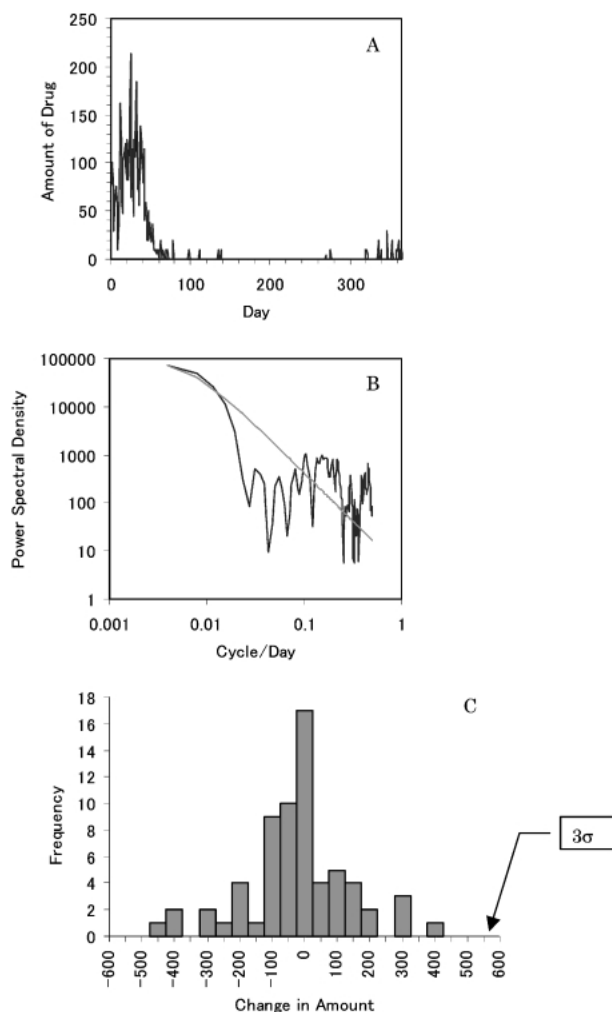 A
Amount of Drug
250
200
150
100
50
0
0 100 200 300
Day
B
Power Spectral Density
100000
10000
1000
100
10
1
0.001 0.01 0.1 1
Cycle/Day
C
Frequency
18
16
14
12
10
8
6
4
2
0
3σ
-600 -500 -400 -300 -200 -100 0 100 200 300 400 500 600
Change in Amount